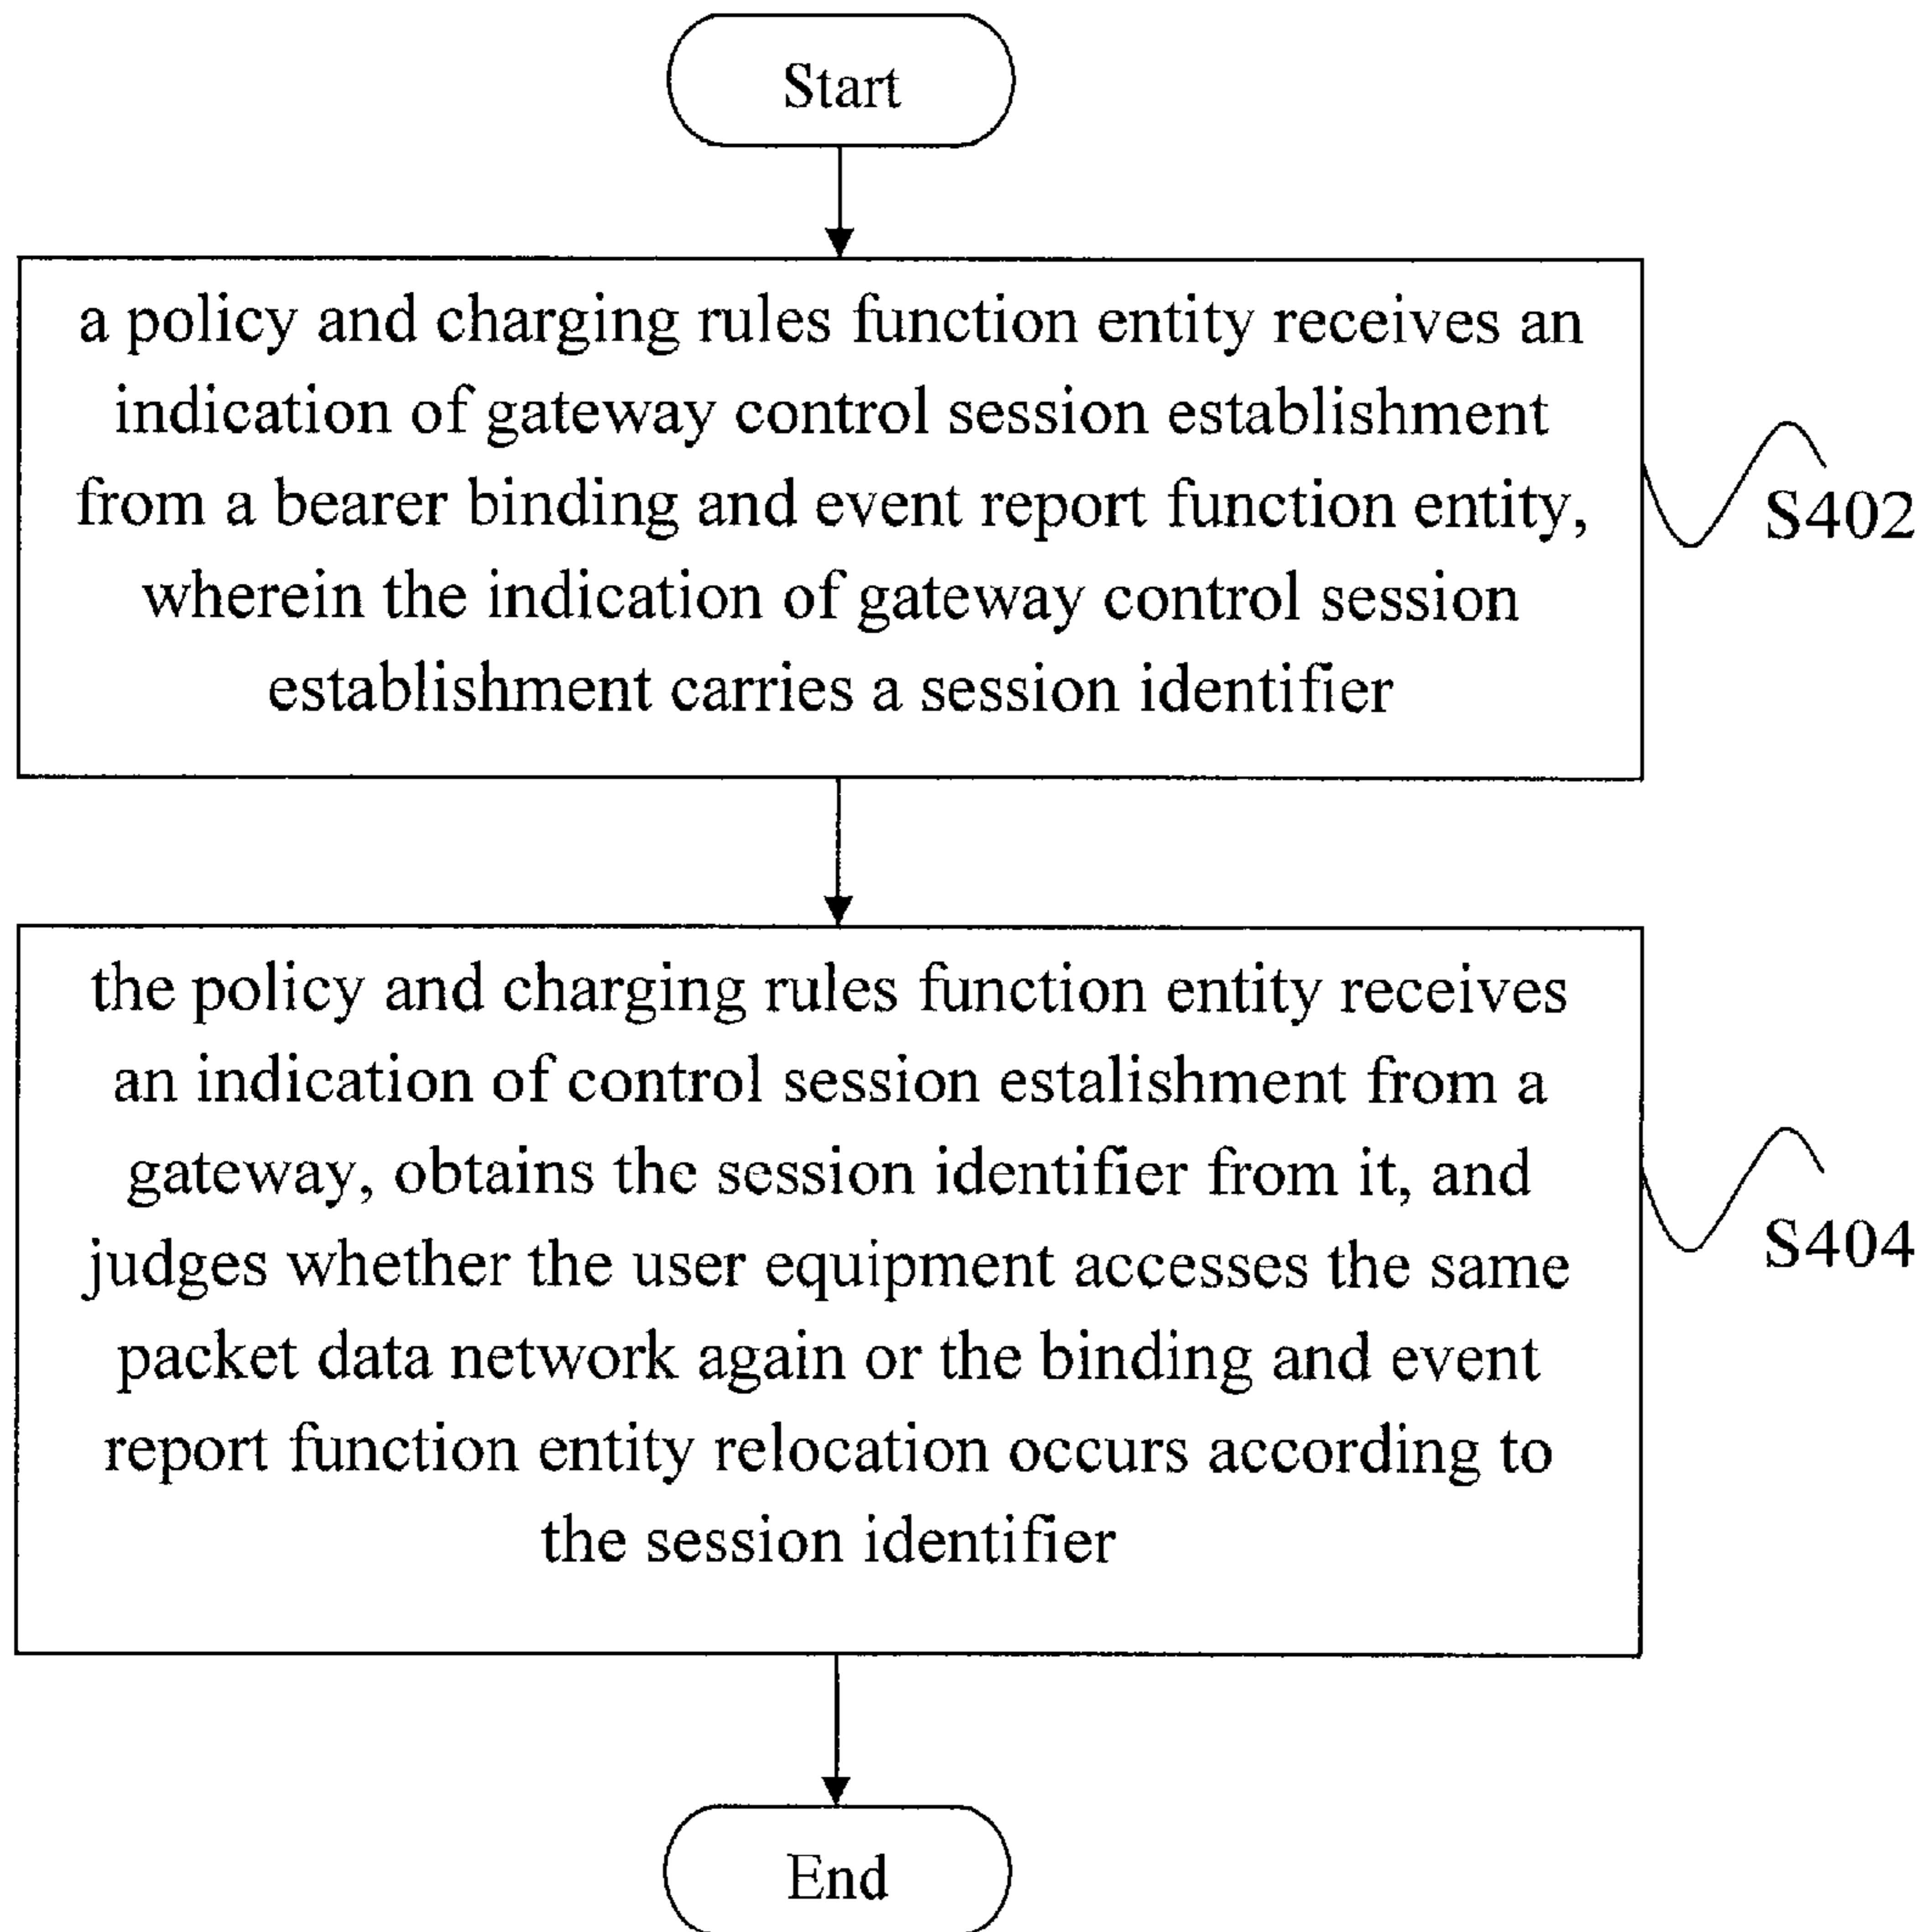 Start
a policy and charging rules function entity receives an
indication of gateway control session establishment
from a bearer binding and event report function entity,
wherein the indication of gateway control session
establishment carries a session identifier
S402
the policy and charging rules function entity receives
an indication of control session estalishment from a
gateway, obtains the session identifier from it, and
judges whether the user equipment accesses the same
packet data network again or the binding and event
report function entity relocation occurs according to
the session identifier
S404
End